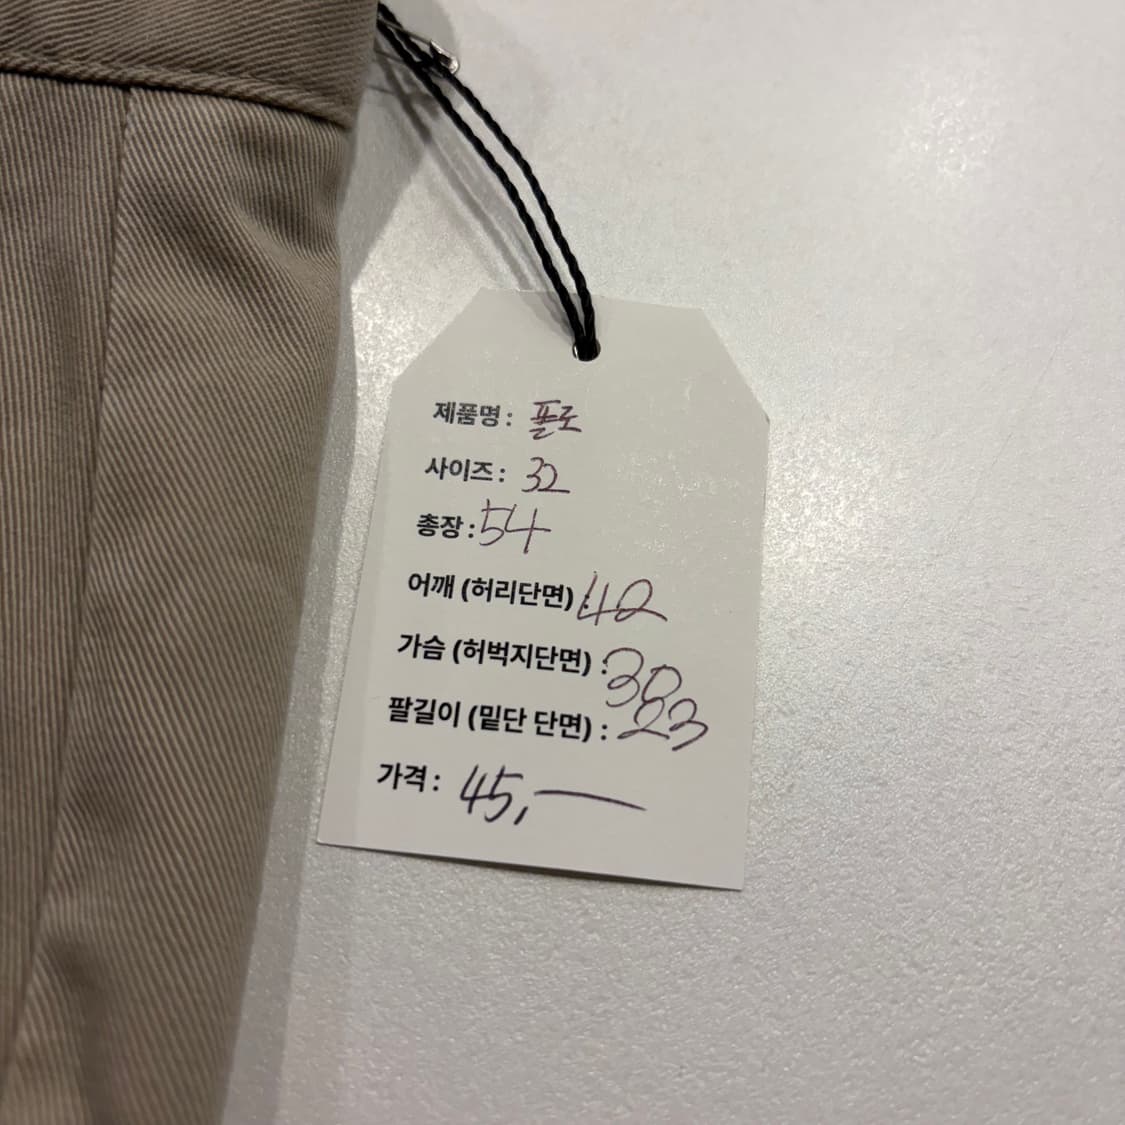 제품명 : 폴로
사이즈 : 32
총장 : 54
어깨 (허리단면) : 42
가슴 (허벅지단면) : 30
팔길이 (밑단 단면) : 23
가격 : 45,—